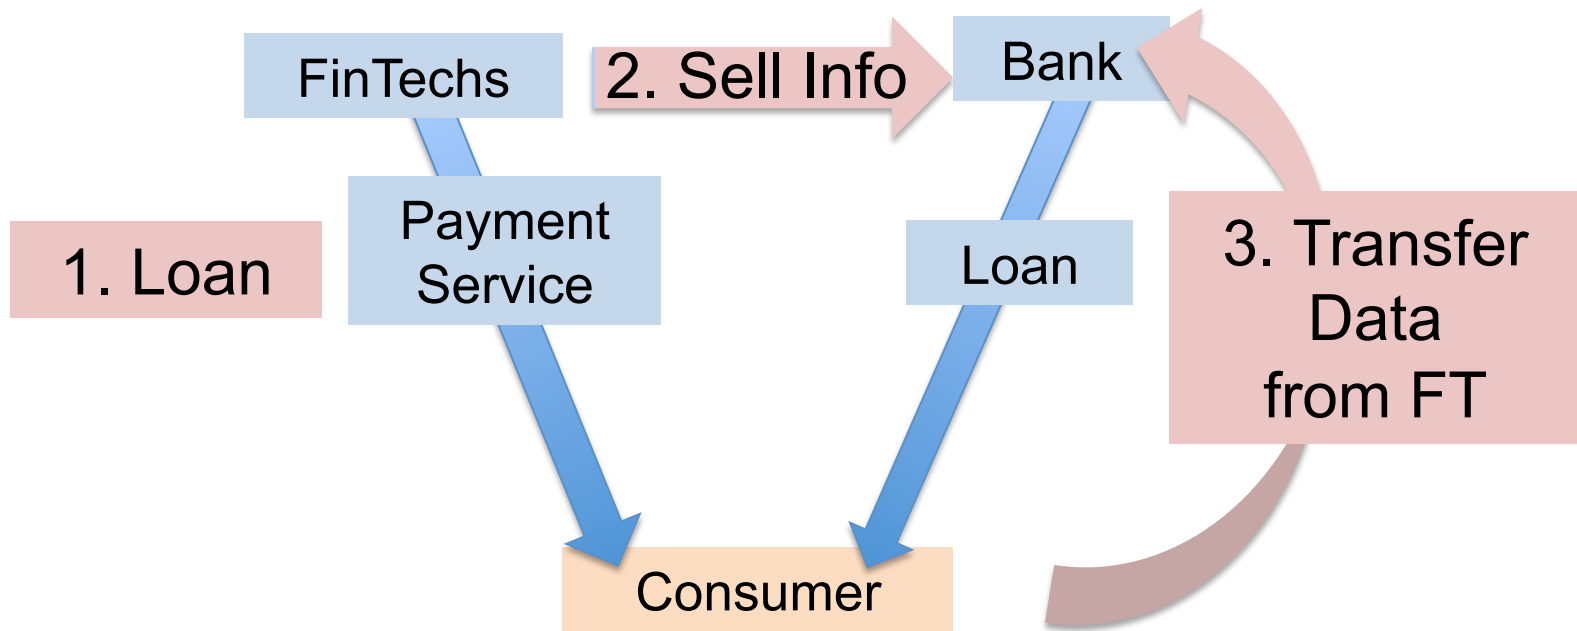 FinTechs
2. Sell Info
Bank
1. Loan
Payment
Service
Loan
3. Transfer
Data
from FT
Consumer